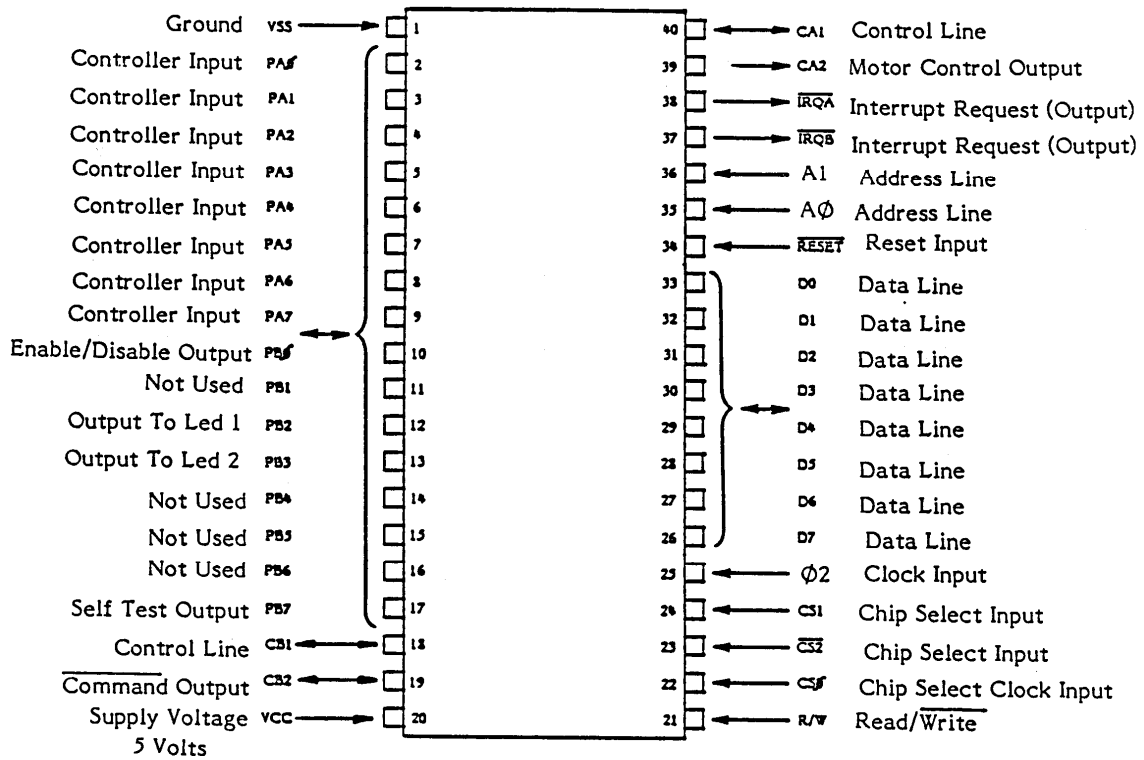 Ground VSS 1
Controller Input PA0 2
Controller Input PA1 3
Controller Input PA2 4
Controller Input PA3 5
Controller Input PA4 6
Controller Input PA5 7
Controller Input PA6 8
Controller Input PA7 9
Enable/Disable Output PB0 10
Not Used PB1 11
Output To Led 1 PB2 12
Output To Led 2 PB3 13
Not Used PB4 14
Not Used PB5 15
Not Used PB6 16
Self Test Output PB7 17
Control Line CB1 18
Command Output CB2 19
Supply Voltage VCC 20
5 Volts
40 CA1 Control Line
39 CA2 Motor Control Output
38 IRQA Interrupt Request (Output)
37 IRQB Interrupt Request (Output)
36 A1 Address Line
35 AØ Address Line
34 RESET Reset Input
33 D0 Data Line
32 D1 Data Line
31 D2 Data Line
30 D3 Data Line
29 D4 Data Line
28 D5 Data Line
27 D6 Data Line
26 D7 Data Line
25 Ø2 Clock Input
24 CS1 Chip Select Input
23 CS2 Chip Select Input
22 CS0 Chip Select Clock Input
21 R/W Read/Write